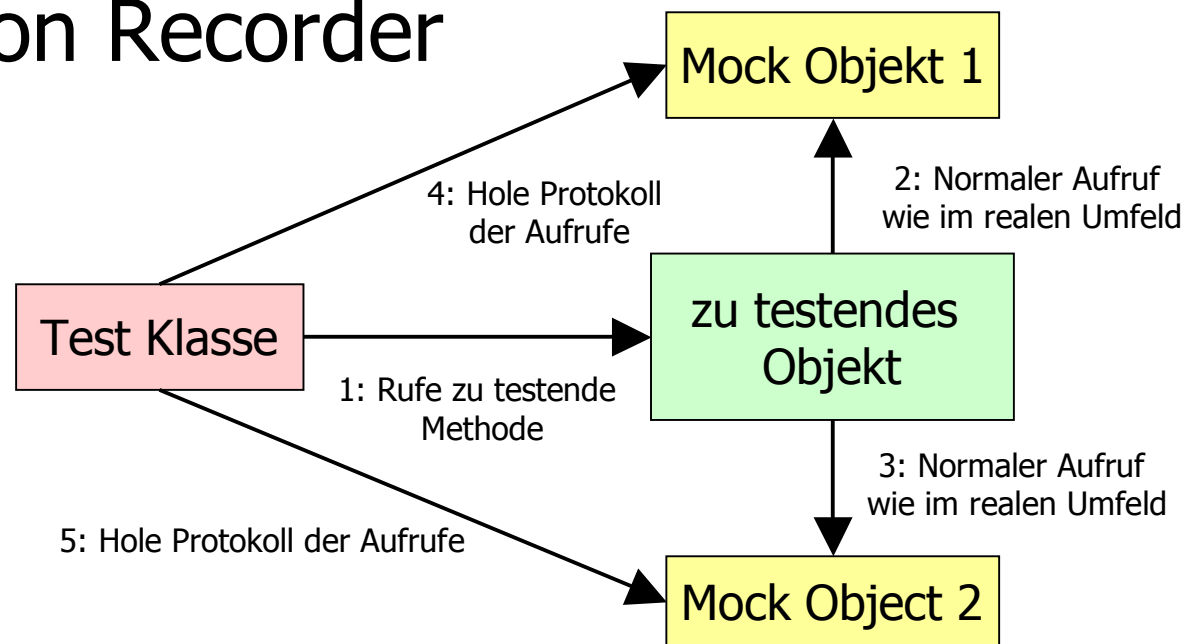 on Recorder
Mock Objekt 1
4: Hole Protokoll
der Aufrufe
2: Normaler Aufruf
wie im realen Umfeld
Test Klasse
zu testendes
Objekt
1: Rufe zu testende
Methode
3: Normaler Aufruf
wie im realen Umfeld
5: Hole Protokoll der Aufrufe
Mock Object 2